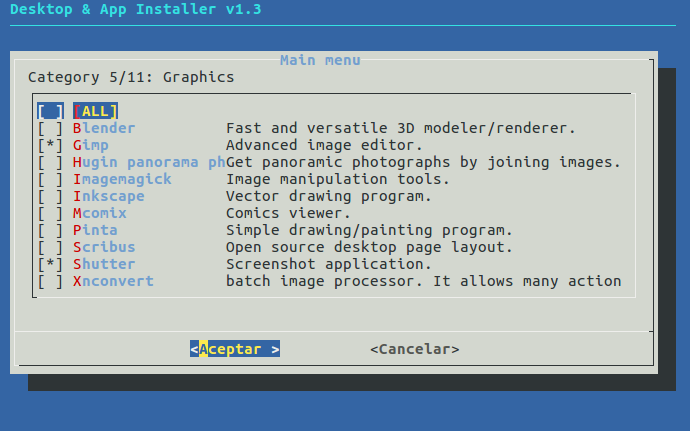 Desktop & App Installer v1.3
Main menu
Category 5/11: Graphics
[ ] [ALL]
[ ] Blender Fast and versatile 3D modeler/renderer.
[*] Gimp Advanced image editor.
[ ] Hugin panorama phGet panoramic photographs by joining images.
[ ] Imagemagick Image manipulation tools.
[ ] Inkscape Vector drawing program.
[ ] Mcomix Comics viewer.
[ ] Pinta Simple drawing/painting program.
[ ] Scribus Open source desktop page layout.
[*] Shutter Screenshot application.
[ ] Xnconvert batch image processor. It allows many action
<Aceptar > <Cancelar>